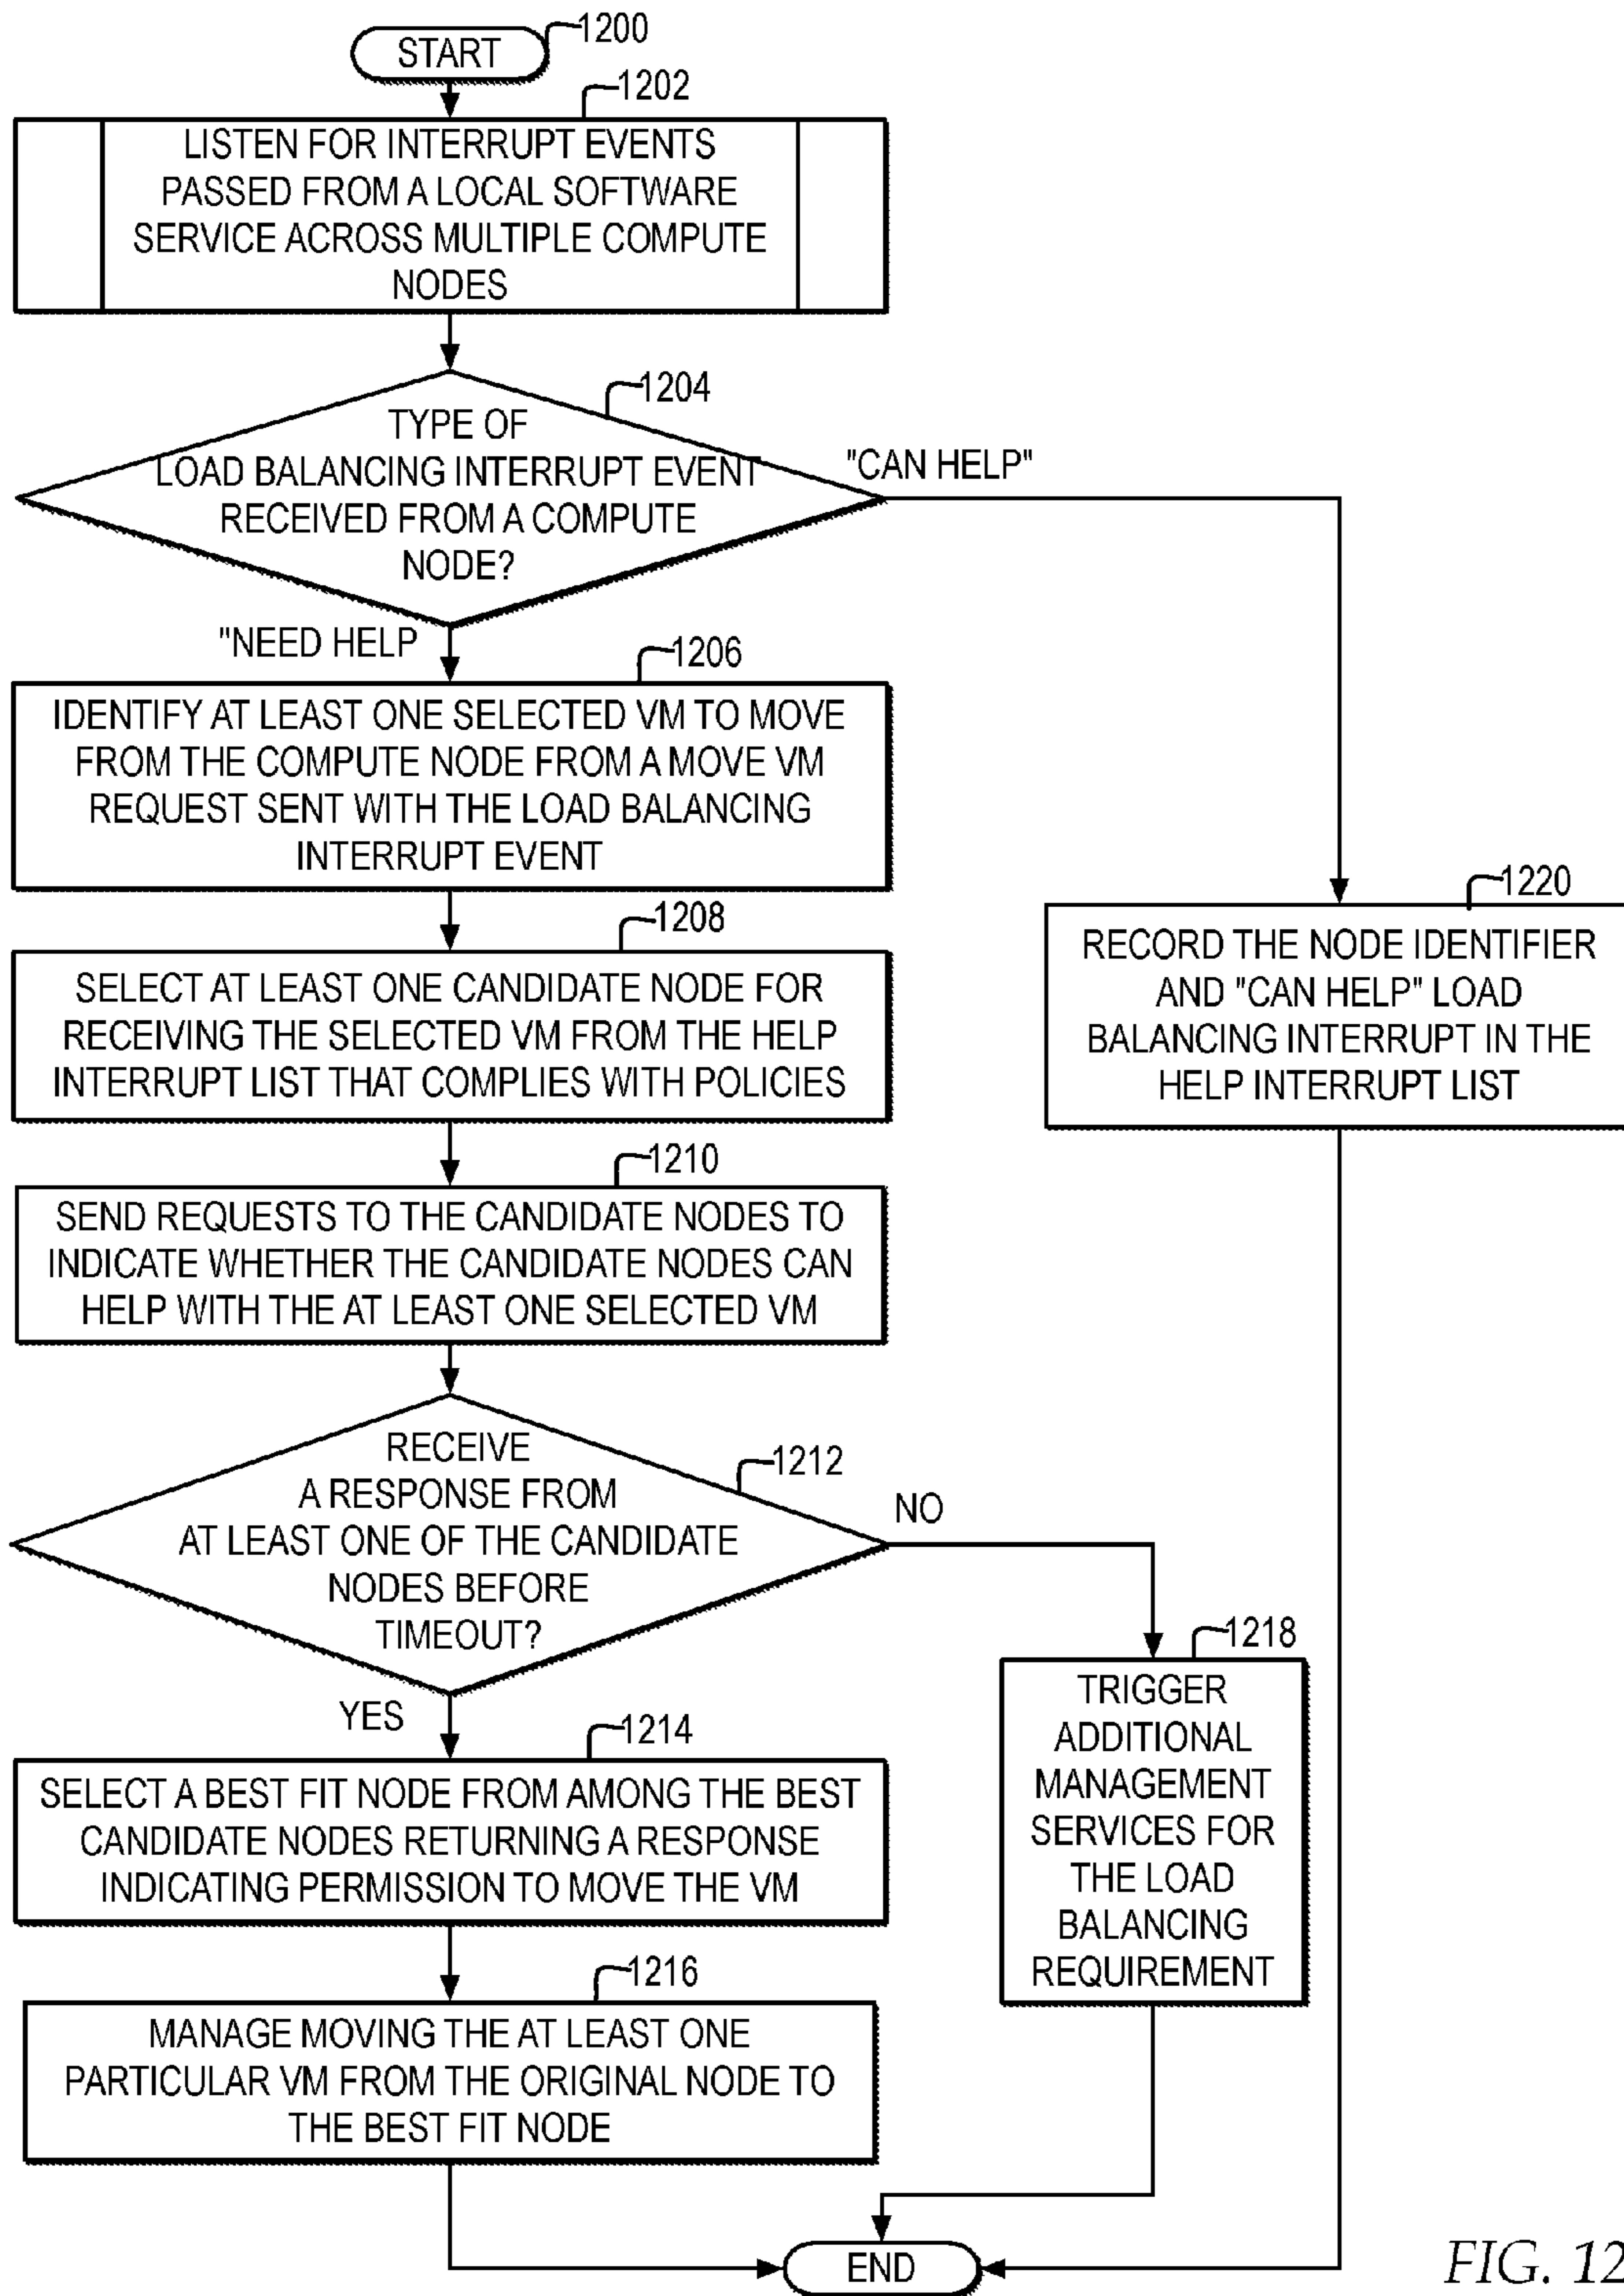 START
1200
1202
LISTEN FOR INTERRUPT EVENTS
PASSED FROM A LOCAL SOFTWARE
SERVICE ACROSS MULTIPLE COMPUTE
NODES
1204
TYPE OF
LOAD BALANCING INTERRUPT EVENT
RECEIVED FROM A COMPUTE
NODE?
"CAN HELP"
"NEED HELP
1206
IDENTIFY AT LEAST ONE SELECTED VM TO MOVE
FROM THE COMPUTE NODE FROM A MOVE VM
REQUEST SENT WITH THE LOAD BALANCING
INTERRUPT EVENT
1208
SELECT AT LEAST ONE CANDIDATE NODE FOR
RECEIVING THE SELECTED VM FROM THE HELP
INTERRUPT LIST THAT COMPLIES WITH POLICIES
1220
RECORD THE NODE IDENTIFIER
AND "CAN HELP" LOAD
BALANCING INTERRUPT IN THE
HELP INTERRUPT LIST
1210
SEND REQUESTS TO THE CANDIDATE NODES TO
INDICATE WHETHER THE CANDIDATE NODES CAN
HELP WITH THE AT LEAST ONE SELECTED VM
1212
RECEIVE
A RESPONSE FROM
AT LEAST ONE OF THE CANDIDATE
NODES BEFORE
TIMEOUT?
NO
YES
1214
SELECT A BEST FIT NODE FROM AMONG THE BEST
CANDIDATE NODES RETURNING A RESPONSE
INDICATING PERMISSION TO MOVE THE VM
1218
TRIGGER
ADDITIONAL
MANAGEMENT
SERVICES FOR
THE LOAD
BALANCING
REQUIREMENT
1216
MANAGE MOVING THE AT LEAST ONE
PARTICULAR VM FROM THE ORIGINAL NODE TO
THE BEST FIT NODE
END
FIG. 12